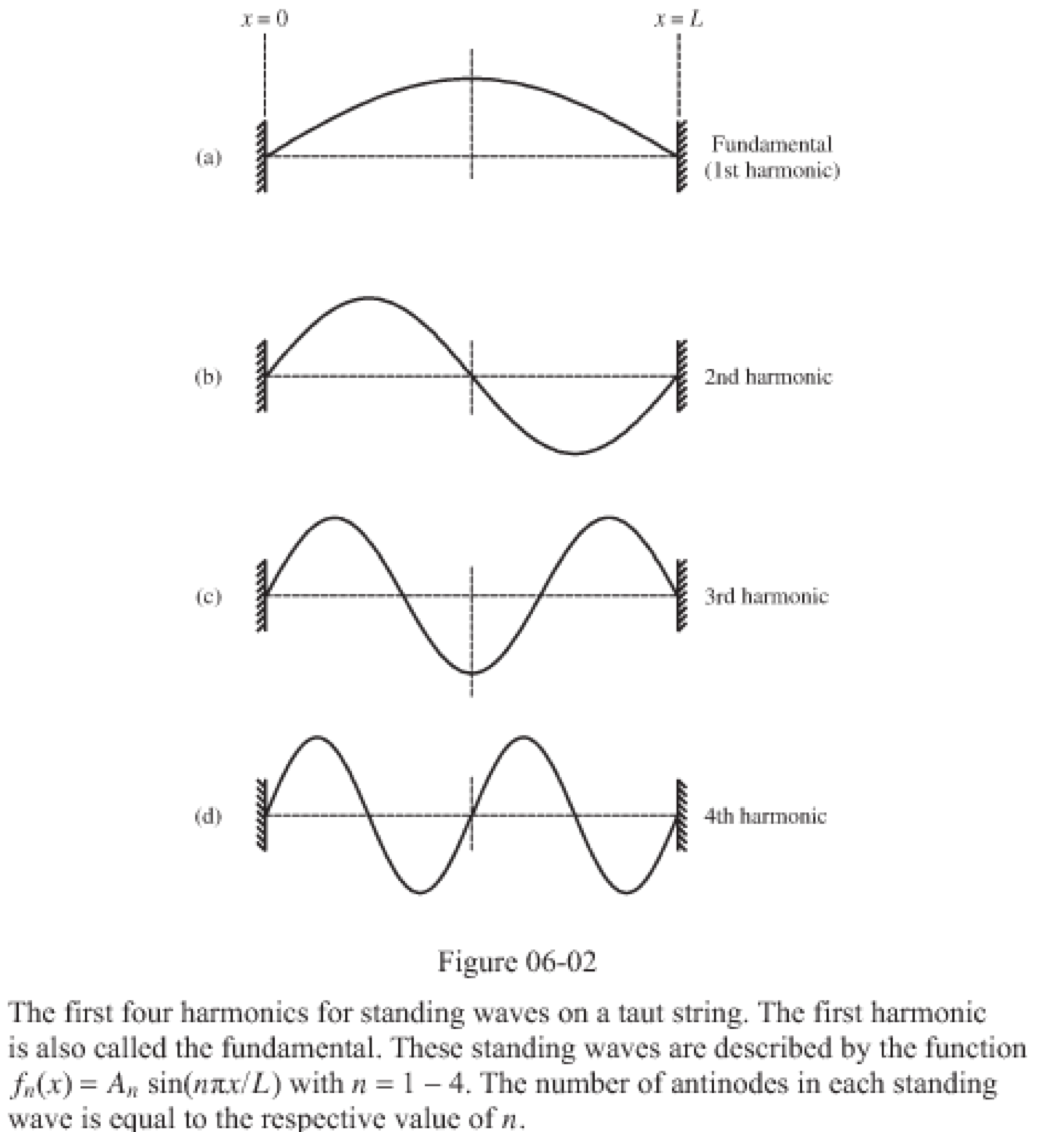 x = 0
x = L
(a)
Fundamental
(1st harmonic)
(b)
2nd harmonic
(c)
3rd harmonic
(d)
4th harmonic
Figure 06-02
The first four harmonics for standing waves on a taut string. The first harmonic
is also called the fundamental. These standing waves are described by the function
fₙ(x) = Aₙ sin(nπx/L) with n = 1 – 4. The number of antinodes in each standing
wave is equal to the respective value of n.